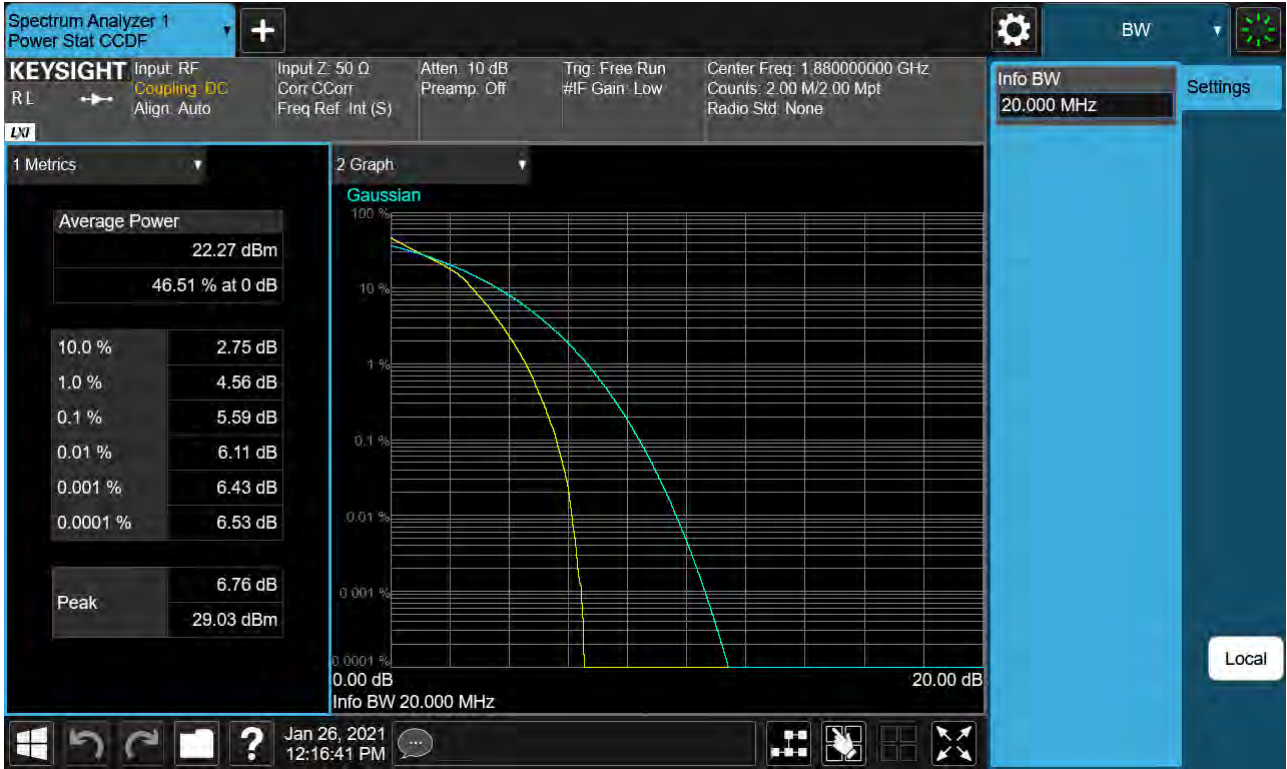 Spectrum Analyzer 1
Power Stat CCDF
BW
KEYSIGHT
R L
LXI
Input: RF
Coupling: DC
Align: Auto
Input Z: 50 Ω
Corr CCorr
Freq Ref: Int (S)
Atten: 10 dB
Preamp: Off
Trig: Free Run
#IF Gain: Low
Center Freq: 1.880000000 GHz
Counts: 2.00 M/2.00 Mpt
Radio Std: None
Info BW
20.000 MHz
Settings
1 Metrics
Average Power
22.27 dBm
46.51 % at 0 dB
10.0 % 2.75 dB
1.0 % 4.56 dB
0.1 % 5.59 dB
0.01 % 6.11 dB
0.001 % 6.43 dB
0.0001 % 6.53 dB
Peak
6.76 dB
29.03 dBm
2 Graph
Gaussian
100 %
10 %
1 %
0.1 %
0.01 %
0.001 %
0.0001 %
0.00 dB 20.00 dB
Info BW 20.000 MHz
Local
?
Jan 26, 2021
12:16:41 PM